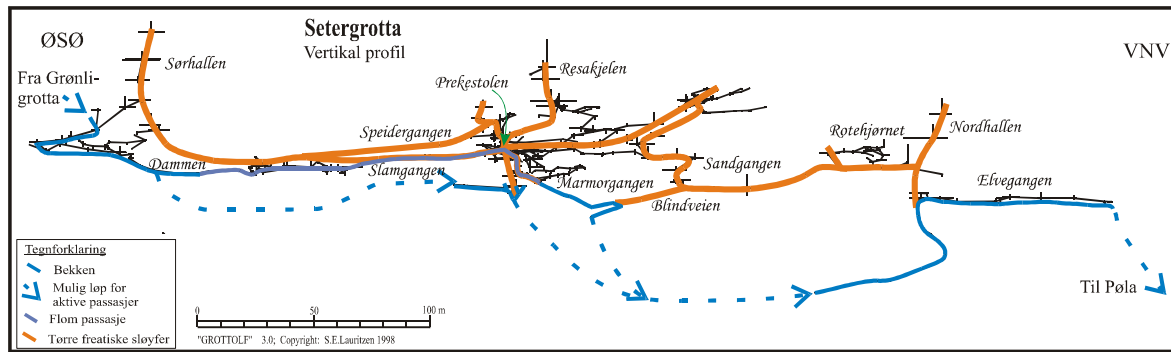 ØSØ
Setergrotta
Vertikal profil
VNV
Sørhallen
Fra Grønli-
grotta
Prekestolen
Resakjelen
Speidergangen
Rotehjørnet
Nordhallen
Dammen
Slamgangen
Marmorgangen
Sandgangen
Elvegangen
Blindveien
Tegnforklaring
Bekken
Mulig løp for
aktive passasjer
Flom passasje
Tørre freatiske sløyfer
Til Pøla
0 50 100 m
"GROTTOLF" 3.0; Copyright: S.E.Lauritzen 1998